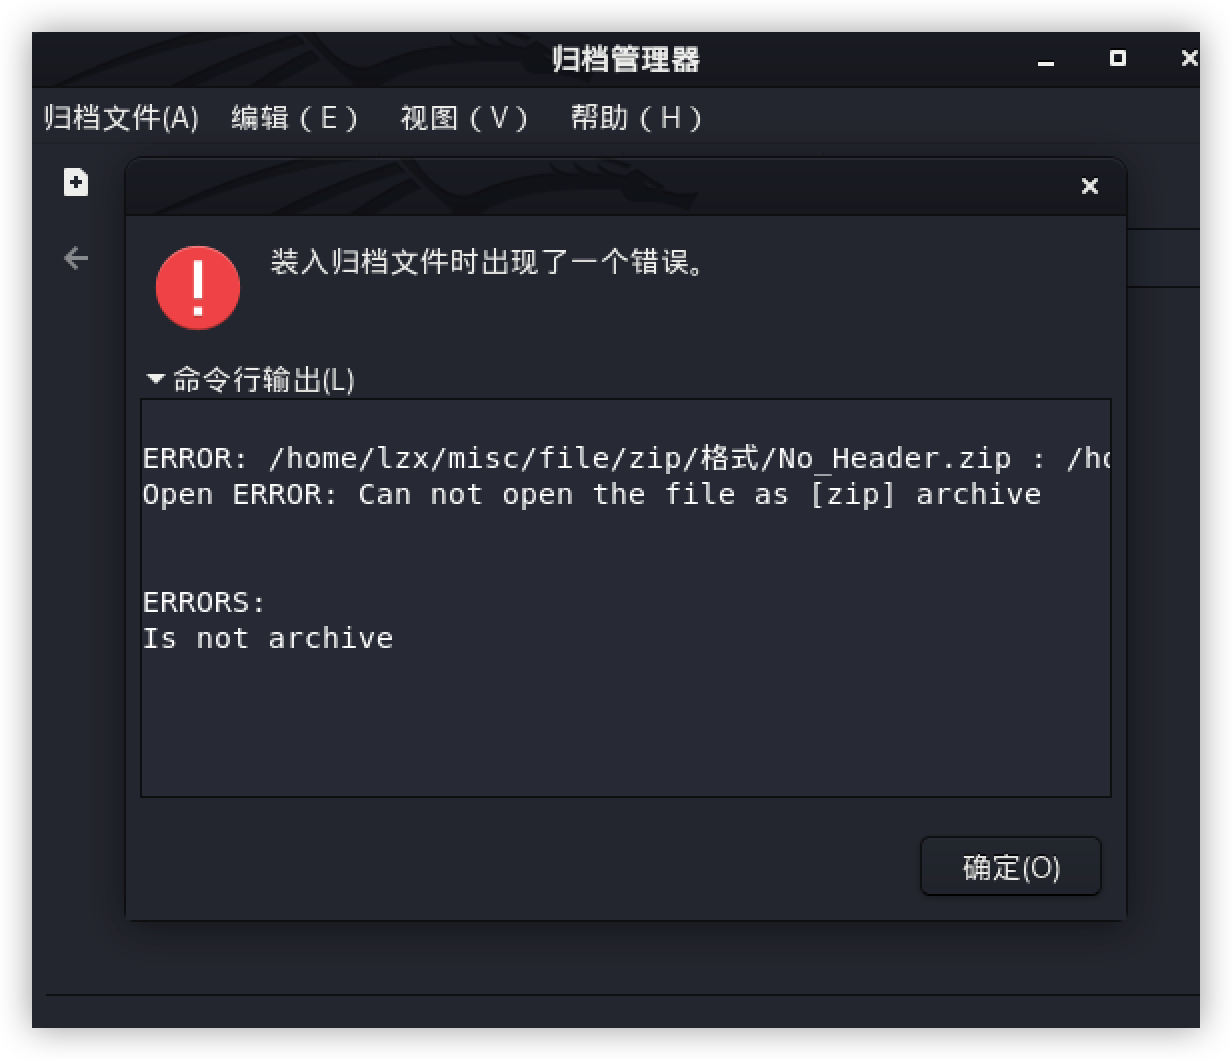 归档管理器
归档文件(A) 编辑（E） 视图（V） 帮助（H）
装入归档文件时出现了一个错误。
命令行输出(L)
ERROR: /home/lzx/misc/file/zip/格式/No_Header.zip : /ho
Open ERROR: Can not open the file as [zip] archive
ERRORS:
Is not archive
确定(O)